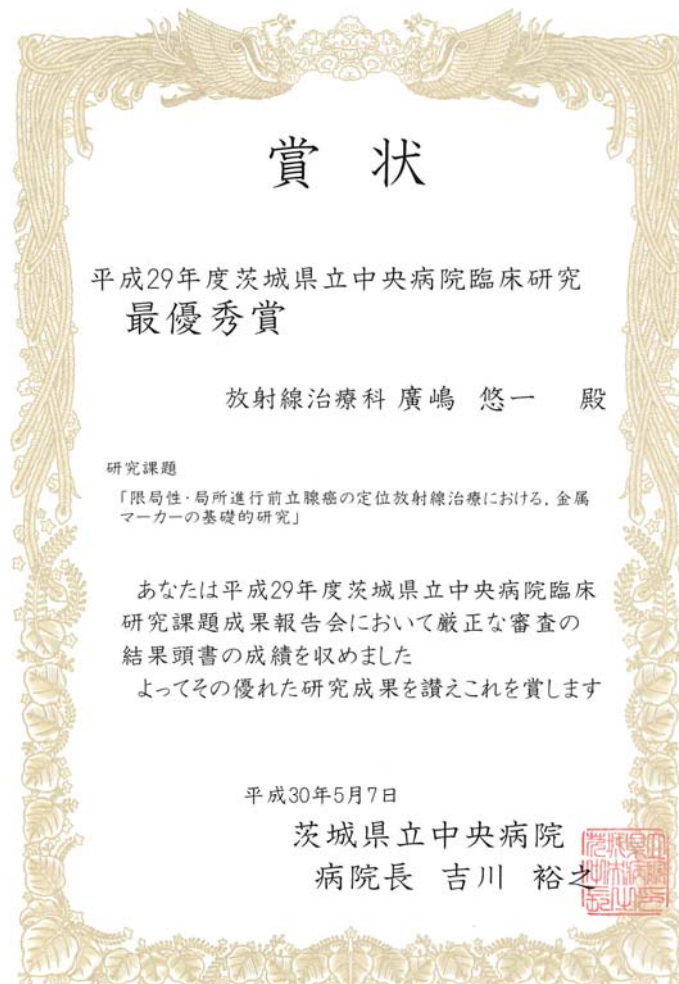 賞 状
平成29年度茨城県立中央病院臨床研究
最優秀賞
放射線治療科 廣嶋 悠一 殿
研究課題
「限局性・局所進行前立腺癌の定位放射線治療における, 金属
マーカーの基礎的研究」
あなたは平成29年度茨城県立中央病院臨床
研究課題成果報告会において厳正な審査の
結果頭書の成績を収めました
よってその優れた研究成果を讃えこれを賞します
平成30年5月7日
茨城県立中央病院
病院長 吉川 裕之